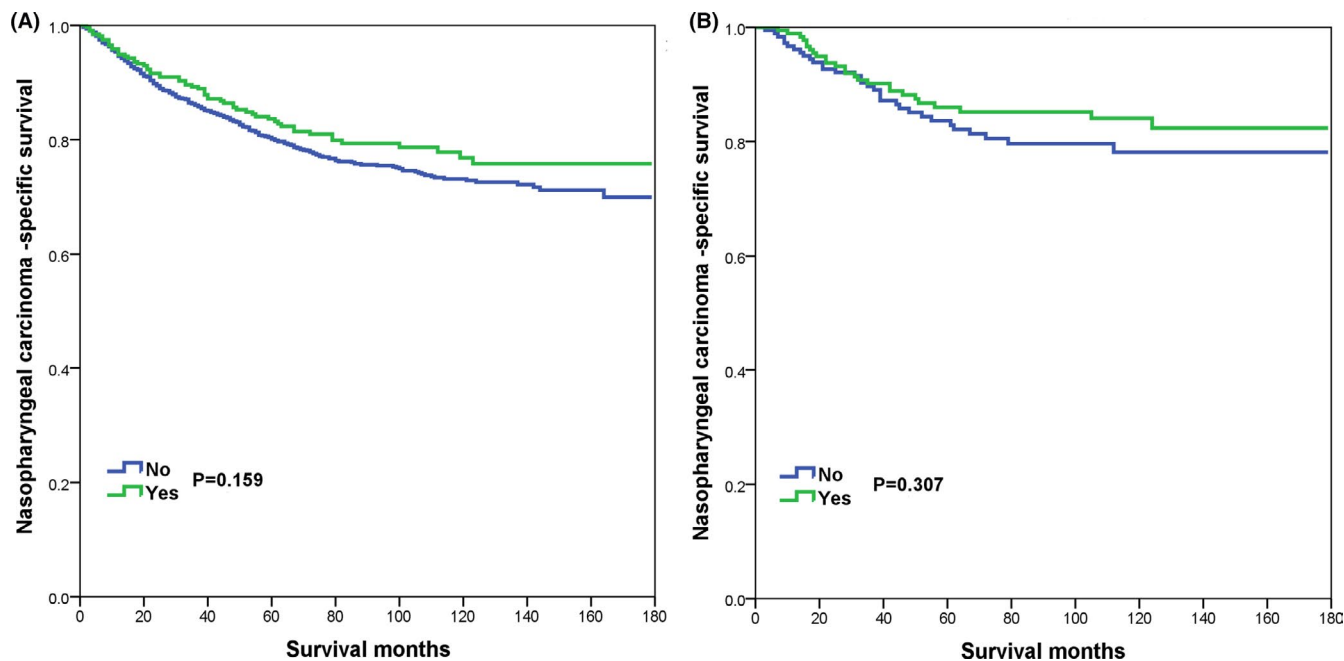 (A)
Nasopharyngeal carcinoma -specific survival
1.0
0.8
0.6
0.4
0.2
0.0
No
Yes
P=0.159
0 20 40 60 80 100 120 140 160 180
Survival months
(B)
Nasopharyngeal carcinoma -specific survival
1.0
0.8
0.6
0.4
0.2
0.0
No
Yes
P=0.307
0 20 40 60 80 100 120 140 160 180
Survival months